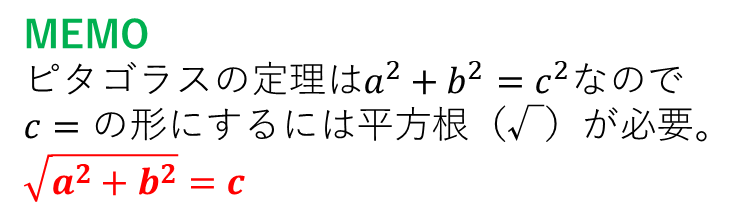 MEMO
ピタゴラスの定理はa² + b² = c²なので
c = の形にするには平方根（√）が必要。
√(a² + b²) = c